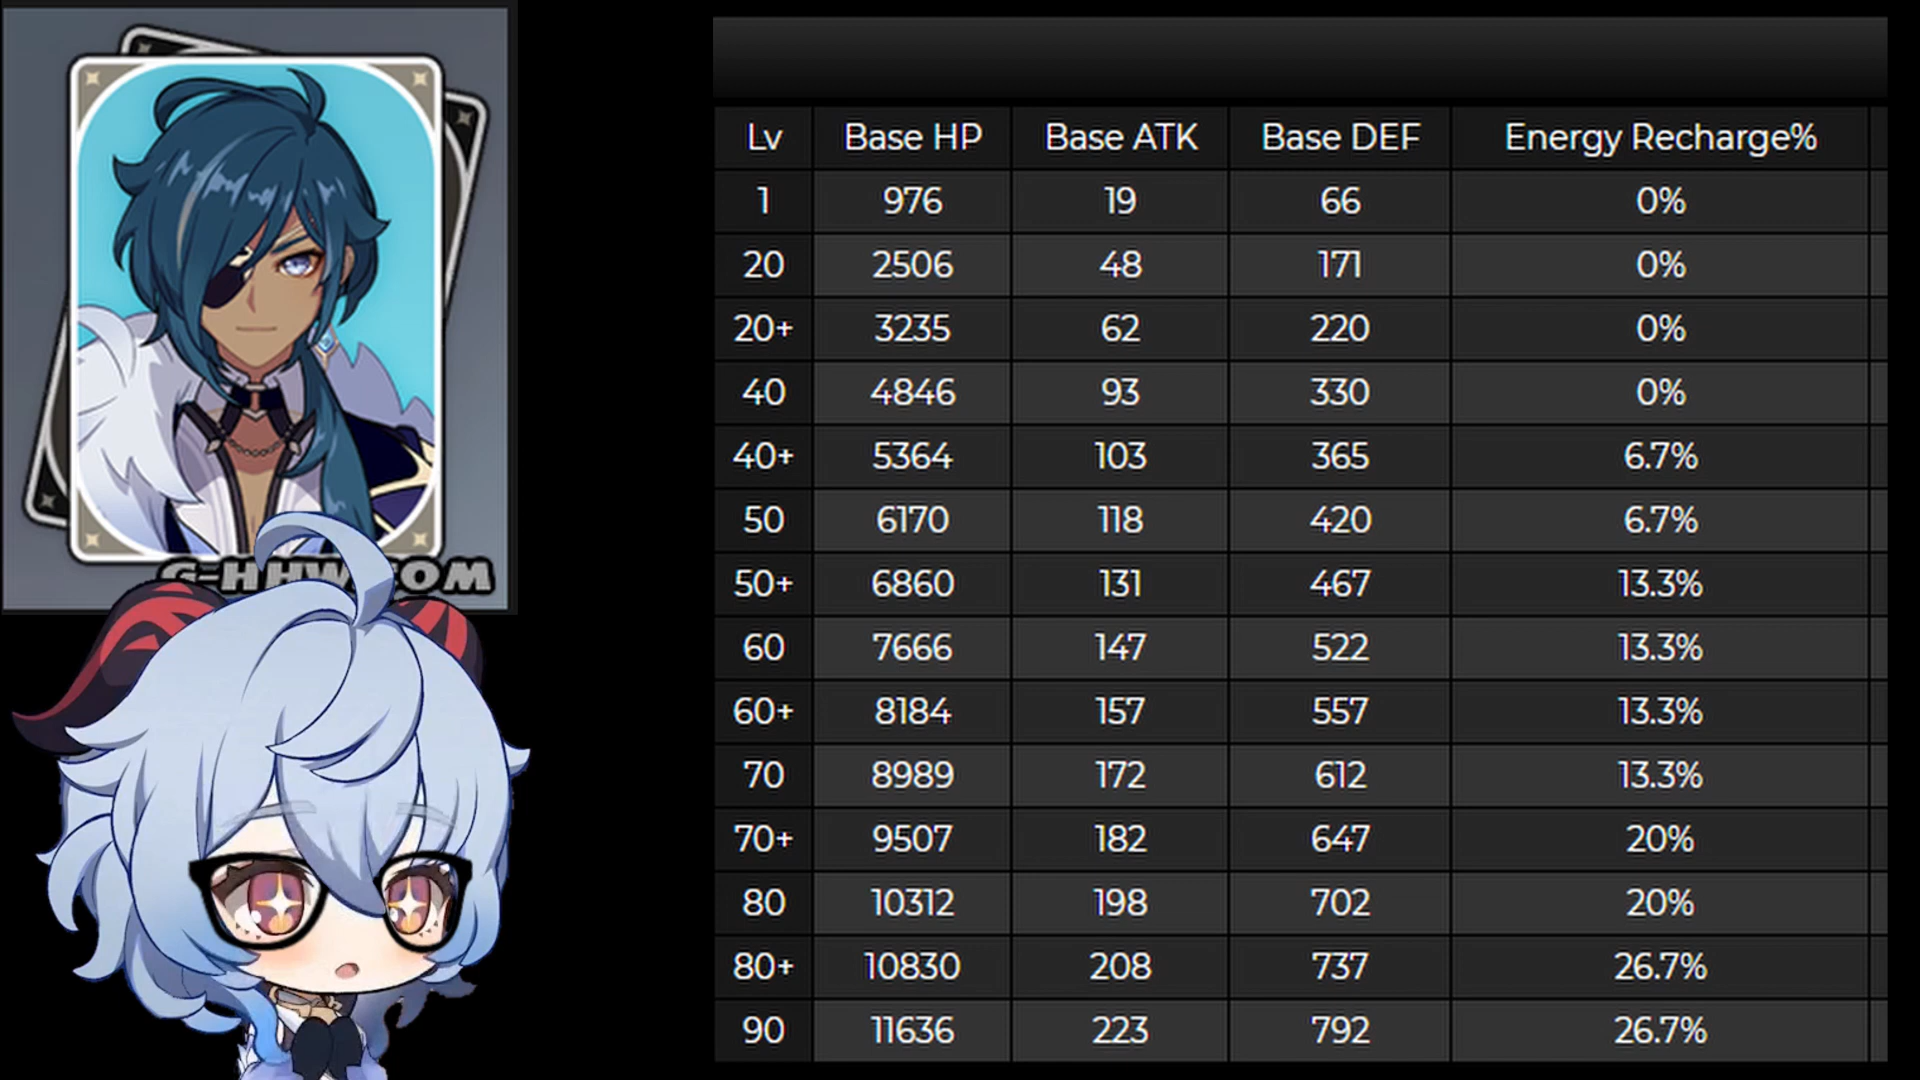 G-HHW.COM
Lv Base HP Base ATK Base DEF Energy Recharge%
1 976 19 66 0%
20 2506 48 171 0%
20+ 3235 62 220 0%
40 4846 93 330 0%
40+ 5364 103 365 6.7%
50 6170 118 420 6.7%
50+ 6860 131 467 13.3%
60 7666 147 522 13.3%
60+ 8184 157 557 13.3%
70 8989 172 612 13.3%
70+ 9507 182 647 20%
80 10312 198 702 20%
80+ 10830 208 737 26.7%
90 11636 223 792 26.7%